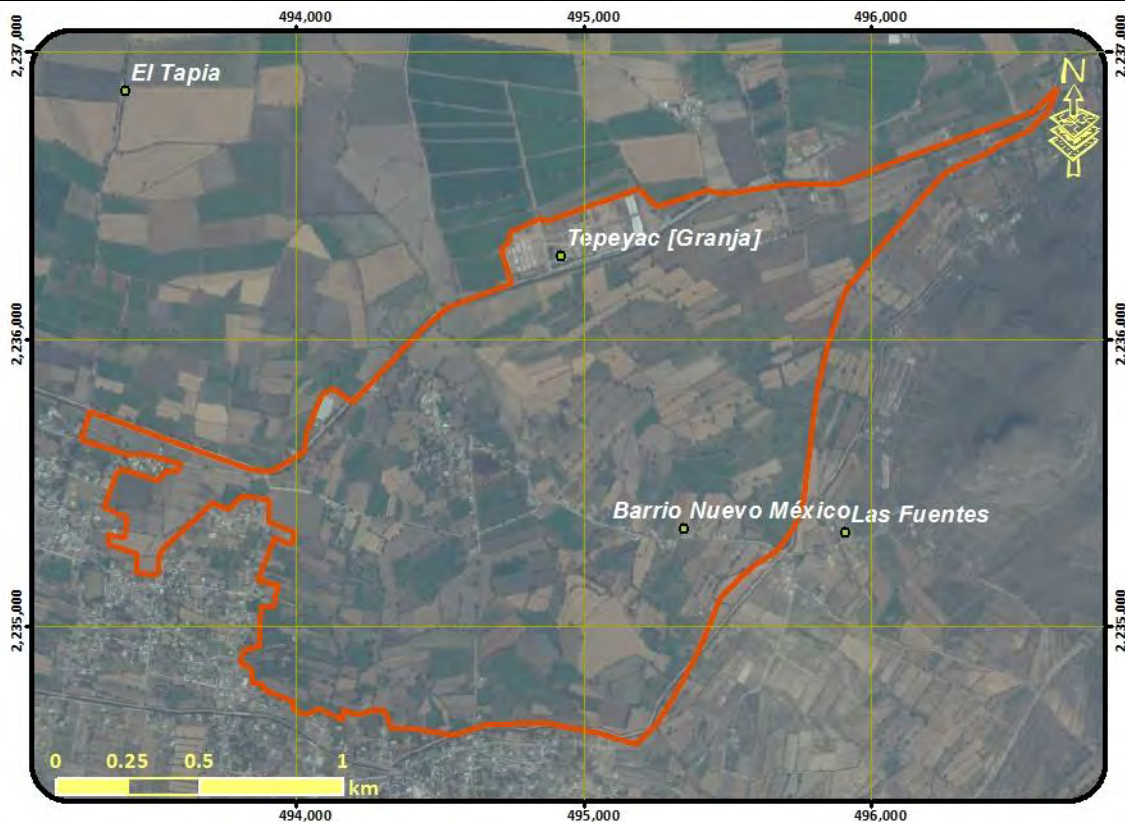 494,000 495,000 496,000
2,237,000 2,237,000
N
El Tapia
Tepeyac [Granja]
2,236,000 2,236,000
Barrio Nuevo México Las Fuentes
2,235,000 2,235,000
0 0.25 0.5 1
km
494,000 495,000 496,000